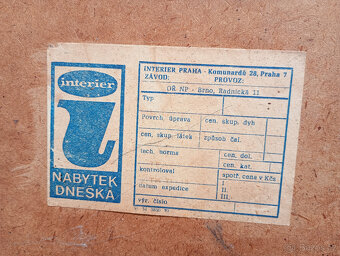 interier
NÁBYTEK
DNEŠKA
INTERIER PRAHA - Komunardů 28, Praha 7
ZÁVOD: PROVOZ:
OŘ NP - Brno, Radnická 11
Typ
Povrch. úprava cen. skup. dyh
cen. skup. látek způsob čal.
tech. norma cen. dol.
cen. kat.
kontroloval spotř. cena v Kčs
I
datum expedice II.
III.
výr. číslo